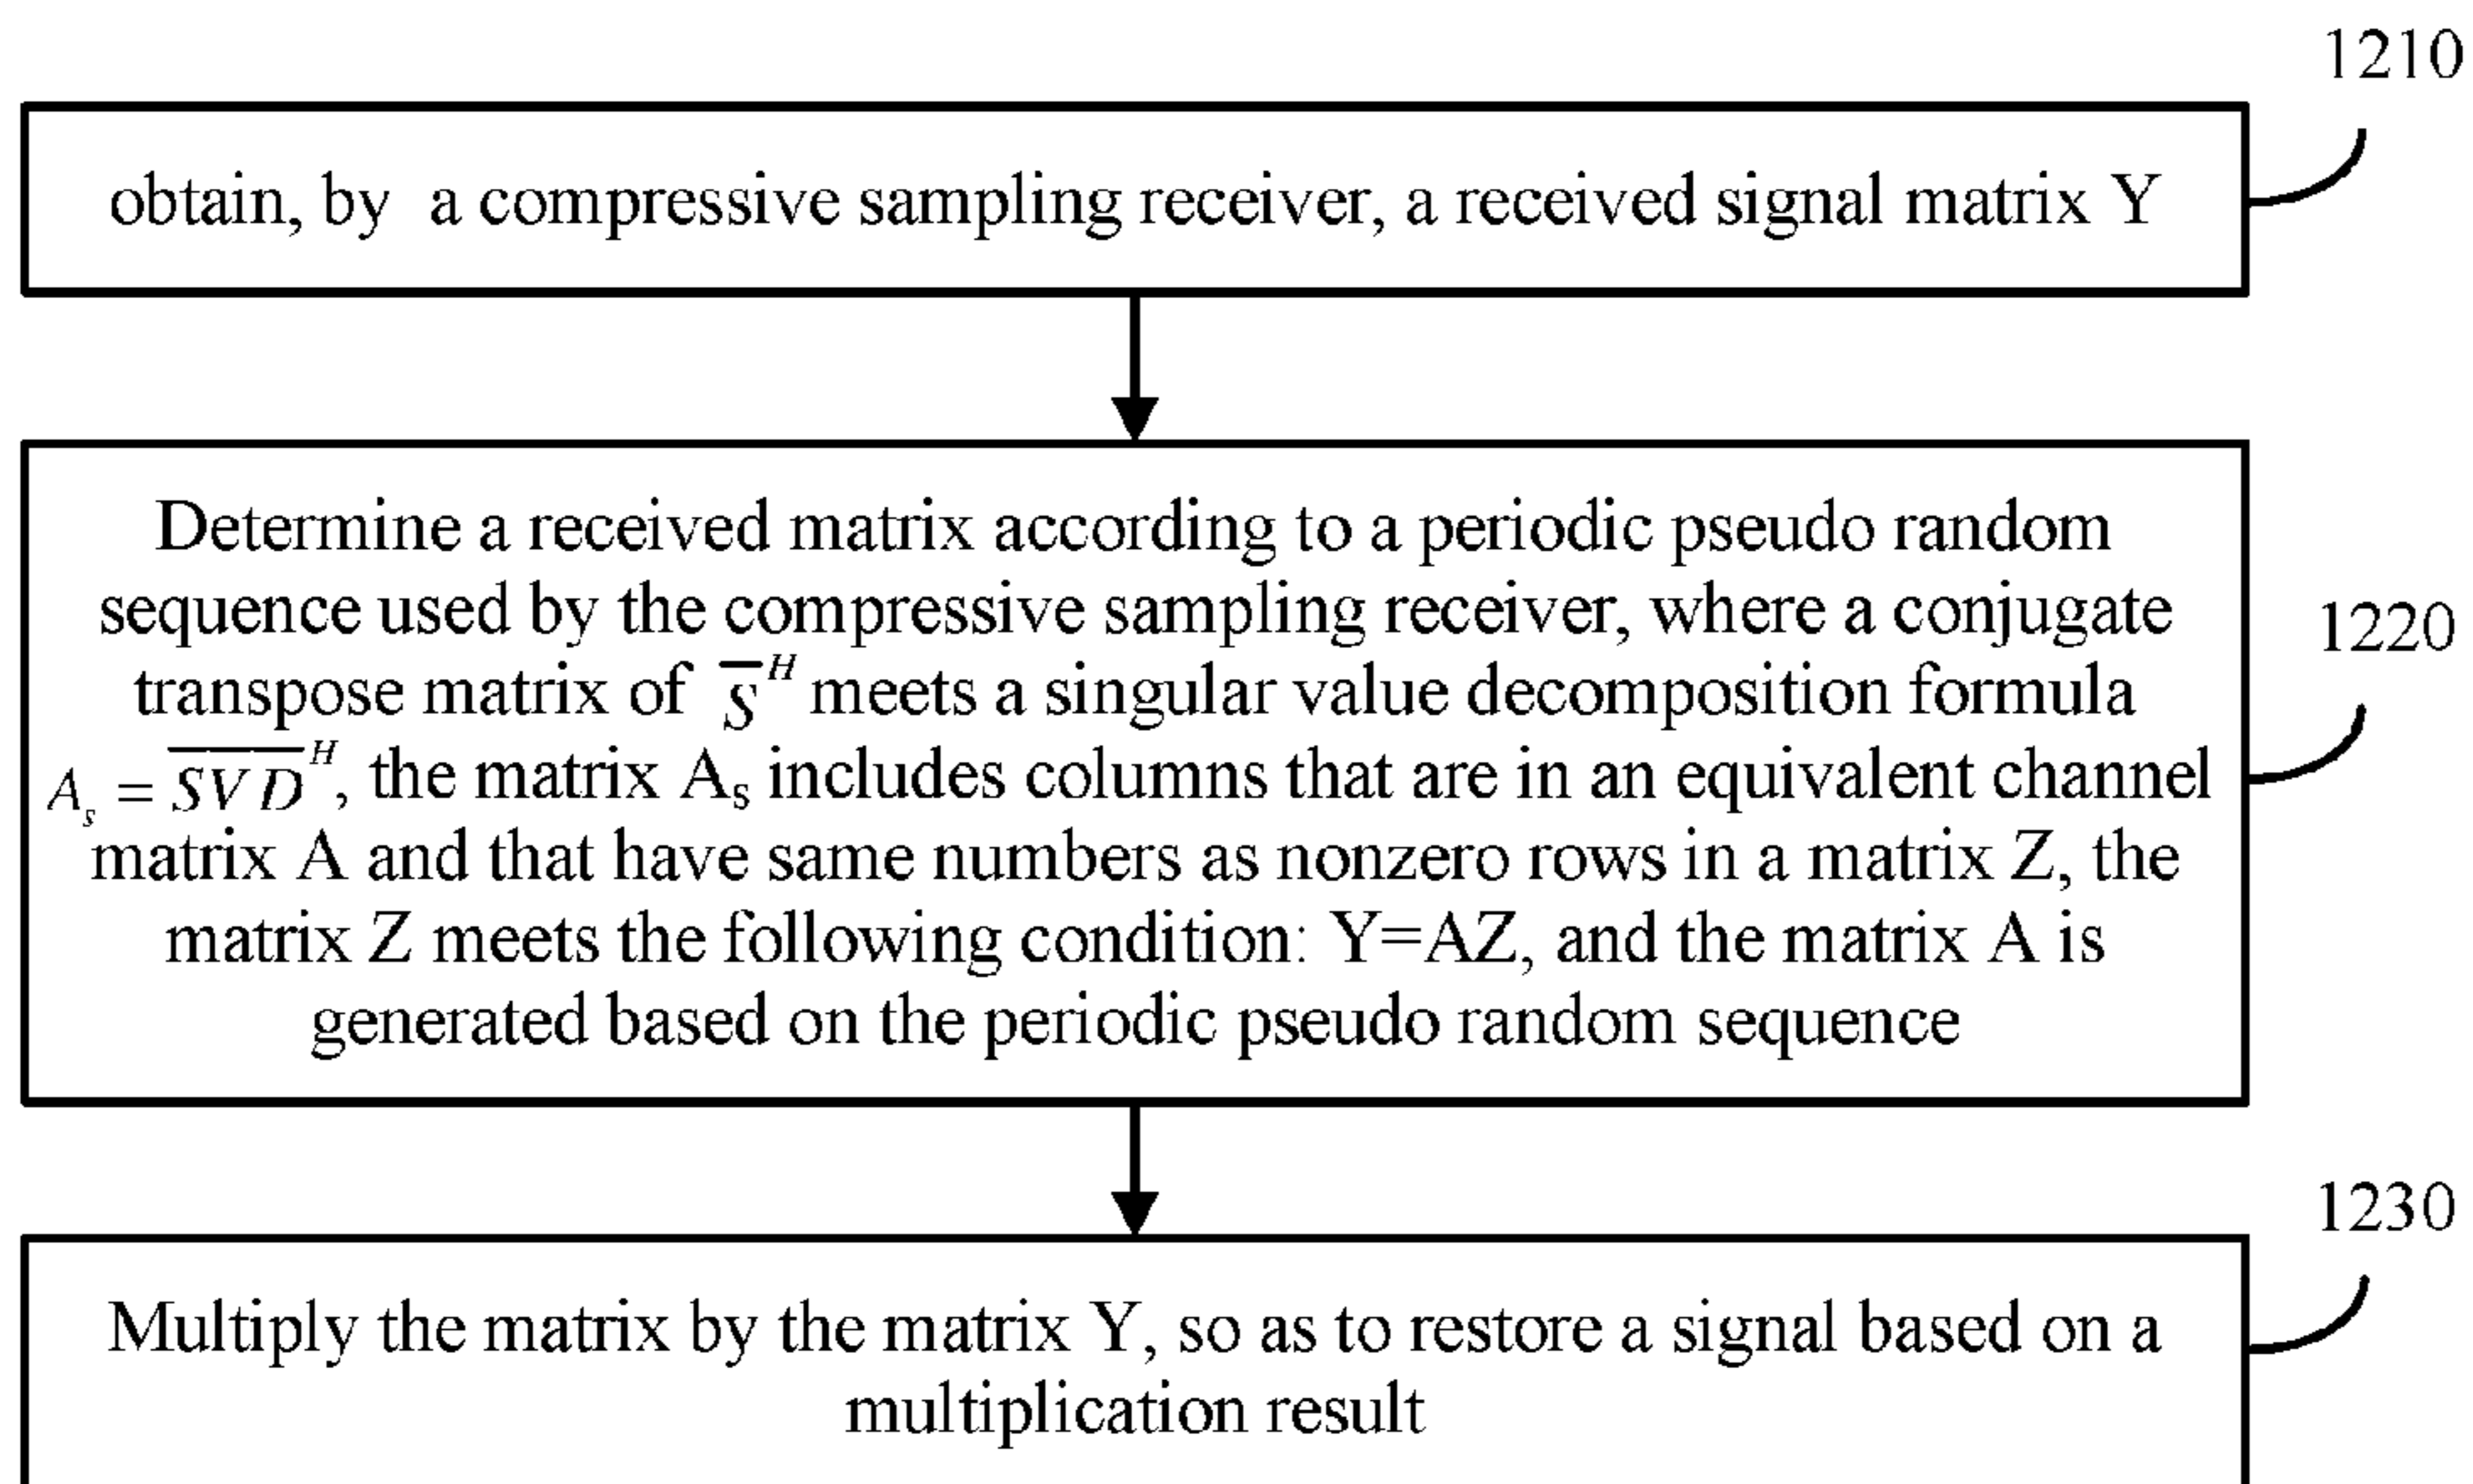 1210
obtain, by a compressive sampling receiver, a received signal matrix Y
Determine a received matrix according to a periodic pseudo random
sequence used by the compressive sampling receiver, where a conjugate
1220
transpose matrix of S̅ᴴ meets a singular value decomposition formula
Aₛ = S̅V̅D̅ᴴ, the matrix Aₛ includes columns that are in an equivalent channel
matrix A and that have same numbers as nonzero rows in a matrix Z, the
matrix Z meets the following condition: Y=AZ, and the matrix A is
generated based on the periodic pseudo random sequence
1230
Multiply the matrix by the matrix Y, so as to restore a signal based on a
multiplication result